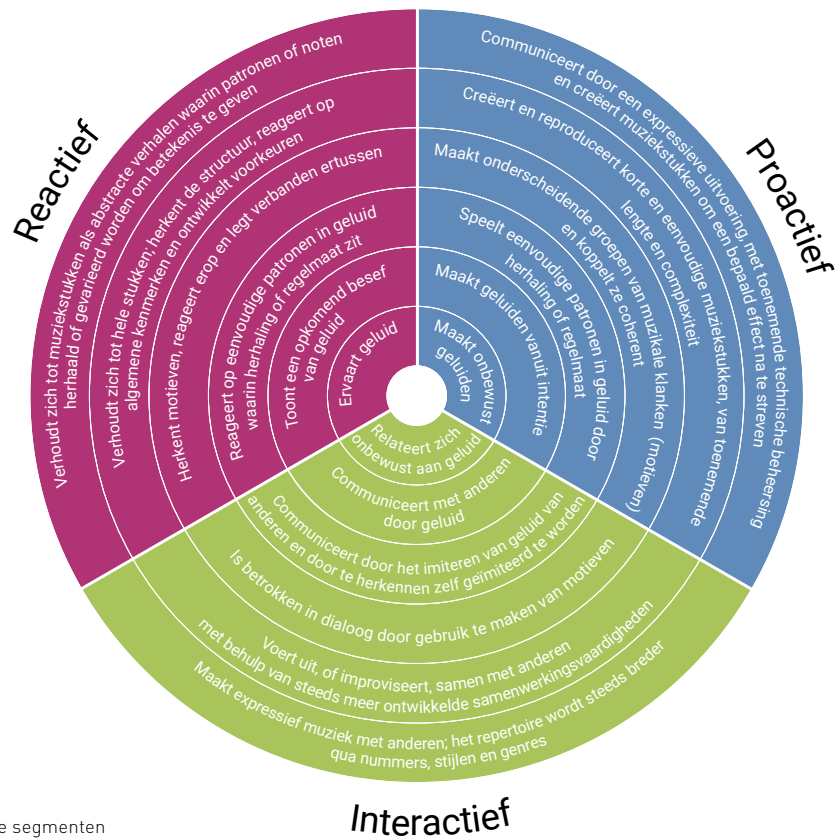 Reactief
Verhoudt zich tot muziekstukken als abstracte verhalen waarin patronen of noten
herhaald of gevarieerd worden om betekenis te geven
Verhoudt zich tot hele stukken; herkent de structuur, reageert op
algemene kenmerken en ontwikkelt voorkeuren
Herkent motieven, reageert erop en legt verbanden ertussen
Reageert op eenvoudige patronen in geluid
waarin herhaling of regelmaat zit
Toont een opkomend besef
van geluid
Ervaart geluid
Proactief
Communiceert door een expressieve uitvoering, met toenemende technische beheersing
en creëert muziekstukken om een bepaald effect na te streven
Creëert en reproduceert korte en eenvoudige muziekstukken, van toenemende
lengte en complexiteit
Maakt onderscheidende groepen van muzikale klanken (motieven)
en koppelt ze coherent
Speelt eenvoudige patronen in geluid door
herhaling of regelmaat
Maakt geluiden vanuit intentie
Maakt onbewust
geluiden
Relateert zich
onbewust aan geluid
Communiceert met anderen
door geluid
Communiceert door het imiteren van geluid van
anderen en door te herkennen zelf geïmiteerd te worden
Is betrokken in dialoog door gebruik te maken van motieven
Voert uit, of improviseert, samen met anderen
met behulp van steeds meer ontwikkelde samenwerkingsvaardigheden
Maakt expressief muziek met anderen; het repertoire wordt steeds breder
qua nummers, stijlen en genres
Interactief
e segmenten